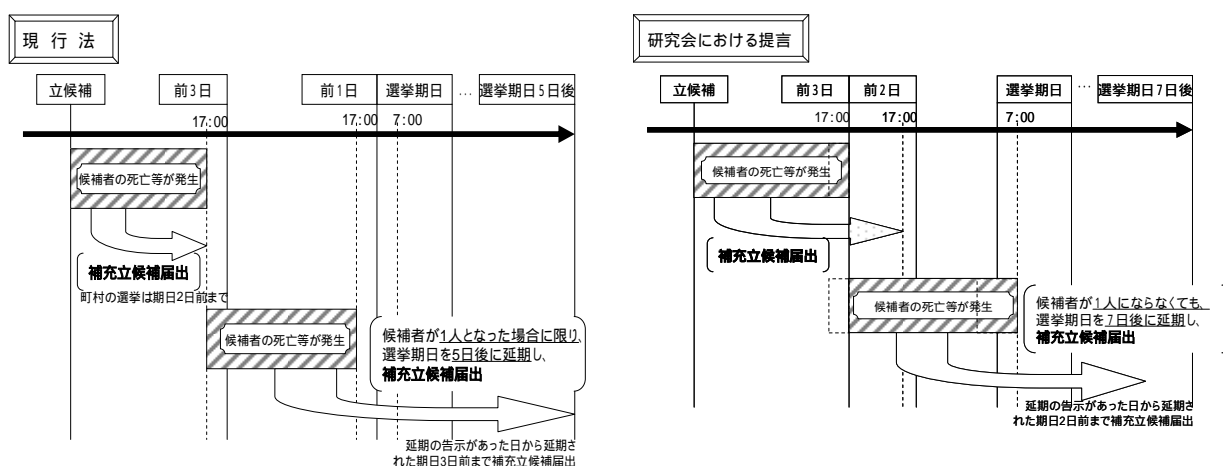 現 行 法
立候補
前3日
前1日
選挙期日
…
選挙期日5日後
17:00
17:00
7:00
候補者の死亡等が発生
補充立候補届出
町村の選挙は期日2日前まで
候補者の死亡等が発生
候補者が1人となった場合に限り、
選挙期日を5日後に延期し、
補充立候補届出
延期の告示があった日から延期さ
れた期日3日前まで補充立候補届出
研究会における提言
立候補
前3日
前2日
選挙期日
…
選挙期日7日後
17:00
17:00
7:00
候補者の死亡等が発生
補充立候補届出
候補者の死亡等が発生
候補者が1人にならなくても、
選挙期日を7日後に延期し、
補充立候補届出
延期の告示があった日から延期さ
れた期日2日前まで補充立候補届出